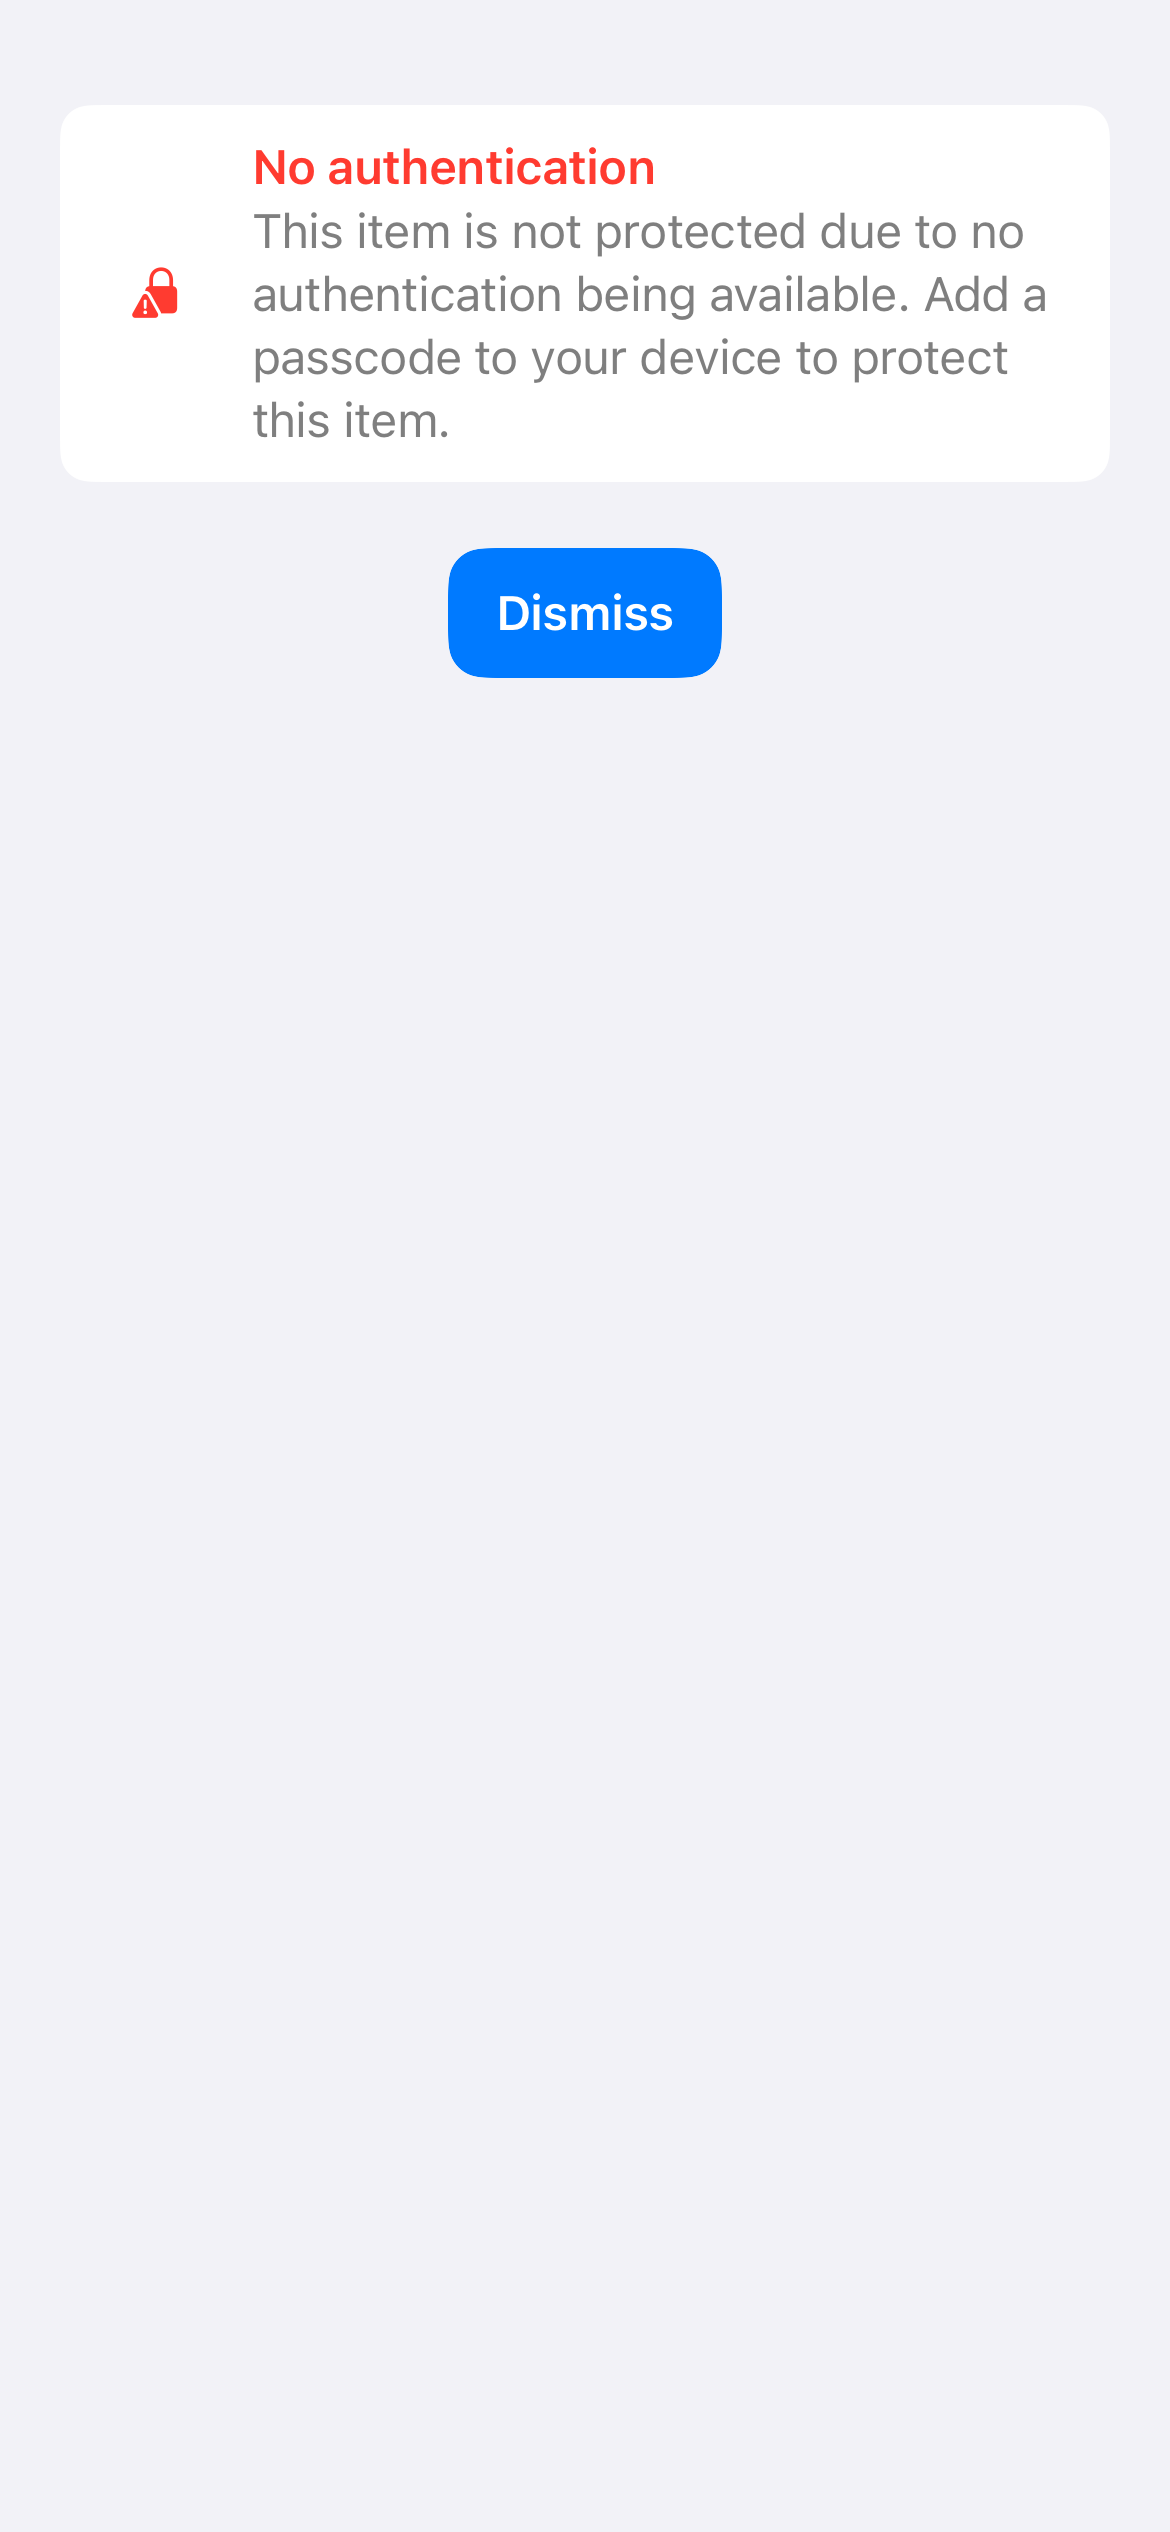 No authentication
This item is not protected due to no
authentication being available. Add a
passcode to your device to protect
this item.
Dismiss